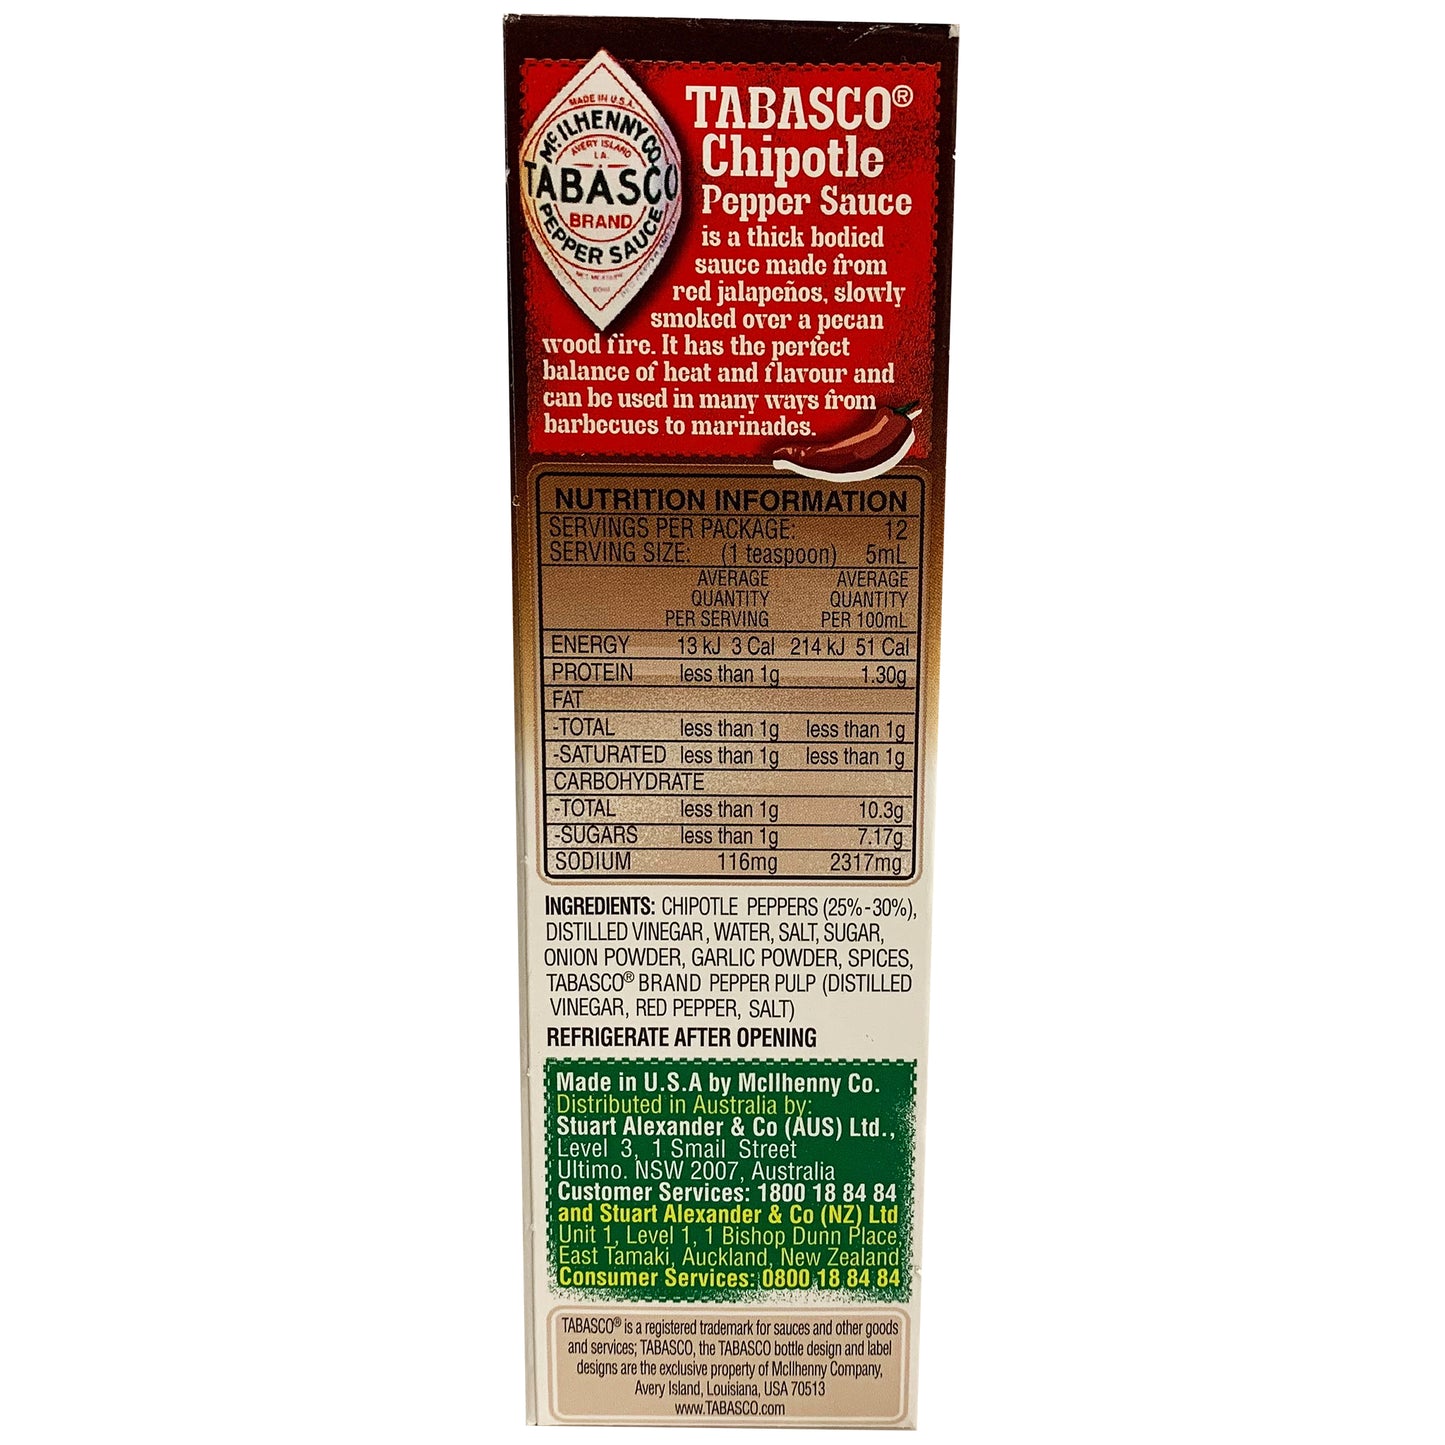 MADE IN U.S.A.
McILHENNY CO.
AVERY ISLAND
LA.
TABASCO
BRAND
PEPPER SAUCE
TABASCO®
Chipotle
Pepper Sauce
is a thick bodied
sauce made from
red jalapeños, slowly
smoked over a pecan
wood fire. It has the perfect
balance of heat and flavour and
can be used in many ways from
barbecues to marinades.
NUTRITION INFORMATION
SERVINGS PER PACKAGE: 12
SERVING SIZE: (1 teaspoon) 5mL
AVERAGE AVERAGE
QUANTITY QUANTITY
PER SERVING PER 100mL
ENERGY 13 kJ 3 Cal 214 kJ 51 Cal
PROTEIN less than 1g 1.30g
FAT
-TOTAL less than 1g less than 1g
-SATURATED less than 1g less than 1g
CARBOHYDRATE
-TOTAL less than 1g 10.3g
-SUGARS less than 1g 7.17g
SODIUM 116mg 2317mg
INGREDIENTS: CHIPOTLE PEPPERS (25%-30%),
DISTILLED VINEGAR, WATER, SALT, SUGAR,
ONION POWDER, GARLIC POWDER, SPICES,
TABASCO® BRAND PEPPER PULP (DISTILLED
VINEGAR, RED PEPPER, SALT)
REFRIGERATE AFTER OPENING
Made in U.S.A by McIlhenny Co.
Distributed in Australia by:
Stuart Alexander & Co (AUS) Ltd.,
Level 3, 1 Smail Street
Ultimo. NSW 2007, Australia
Customer Services: 1800 18 84 84
and Stuart Alexander & Co (NZ) Ltd
Unit 1, Level 1, 1 Bishop Dunn Place,
East Tamaki, Auckland, New Zealand
Consumer Services: 0800 18 84 84
TABASCO® is a registered trademark for sauces and other goods
and services; TABASCO, the TABASCO bottle design and label
designs are the exclusive property of McIlhenny Company,
Avery Island, Louisiana, USA 70513
www.TABASCO.com